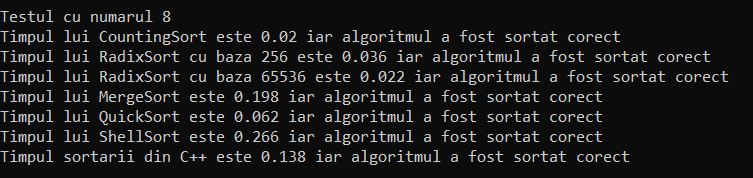 Testul cu numarul 8
Timpul lui CountingSort este 0.02 iar algoritmul a fost sortat corect
Timpul lui RadixSort cu baza 256 este 0.036 iar algoritmul a fost sortat corect
Timpul lui RadixSort cu baza 65536 este 0.022 iar algoritmul a fost sortat corect
Timpul lui MergeSort este 0.198 iar algoritmul a fost sortat corect
Timpul lui QuickSort este 0.062 iar algoritmul a fost sortat corect
Timpul lui ShellSort este 0.266 iar algoritmul a fost sortat corect
Timpul sortarii din C++ este 0.138 iar algoritmul a fost sortat corect